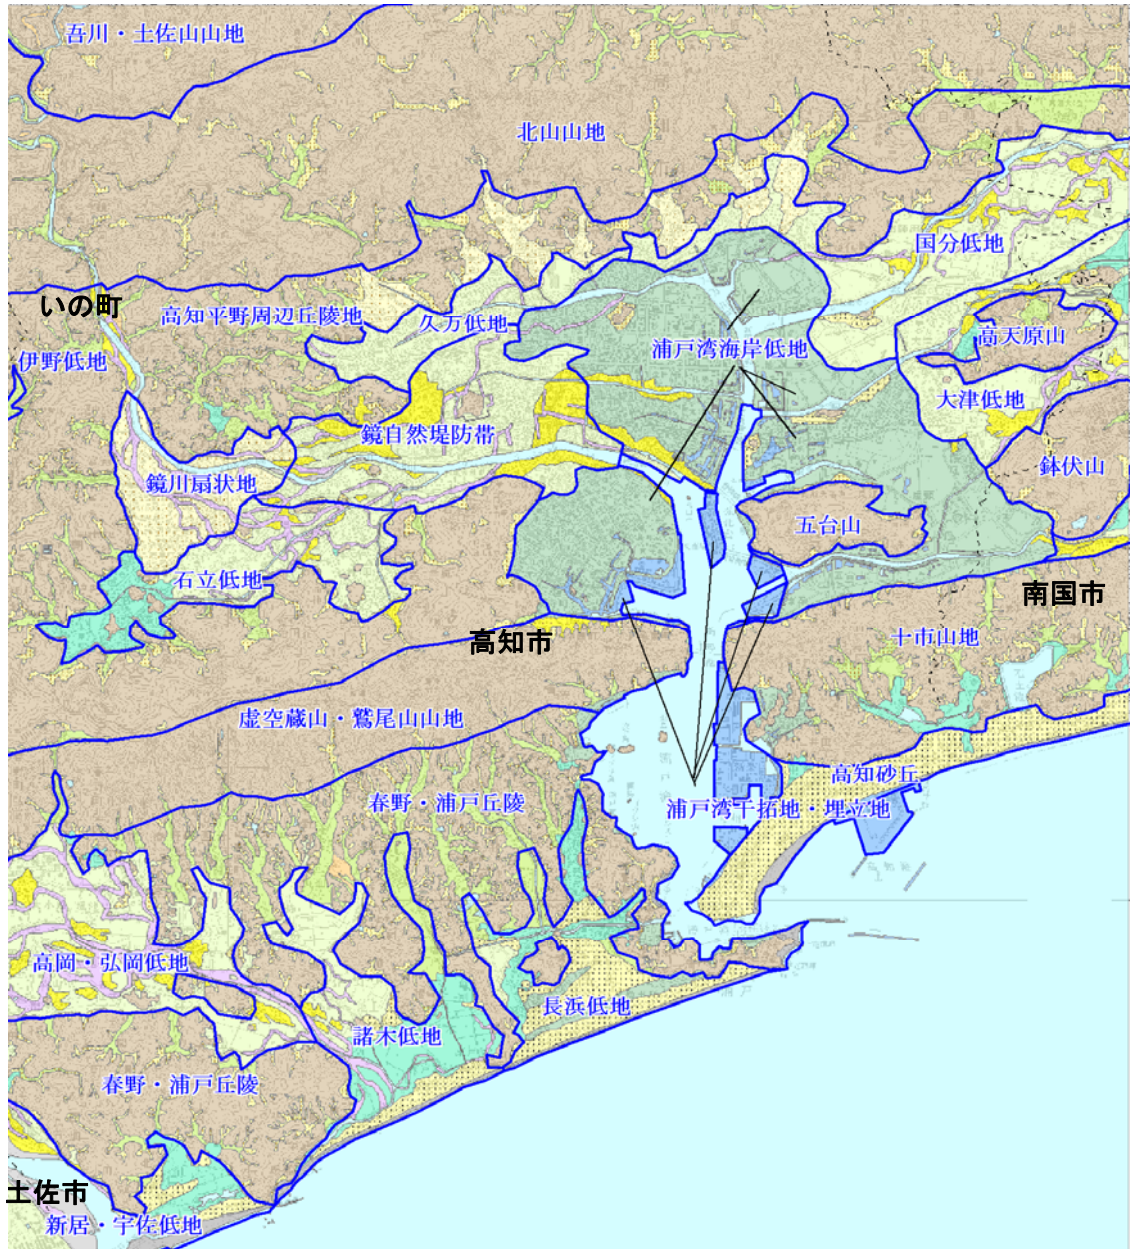 吾川・土佐山山地
北山山地
国分低地
いの町
高知平野周辺丘陵地
久万低地
高天原山
伊野低地
浦戸湾海岸低地
大津低地
鏡自然堤防帯
鉢伏山
鏡川扇状地
五台山
石立低地
南国市
高知市
十市山地
虚空蔵山・鷲尾山山地
高知砂丘
春野・浦戸丘陵
浦戸湾干拓地・埋立地
高岡・弘岡低地
長浜低地
諸木低地
春野・浦戸丘陵
土佐市
新居・宇佐低地